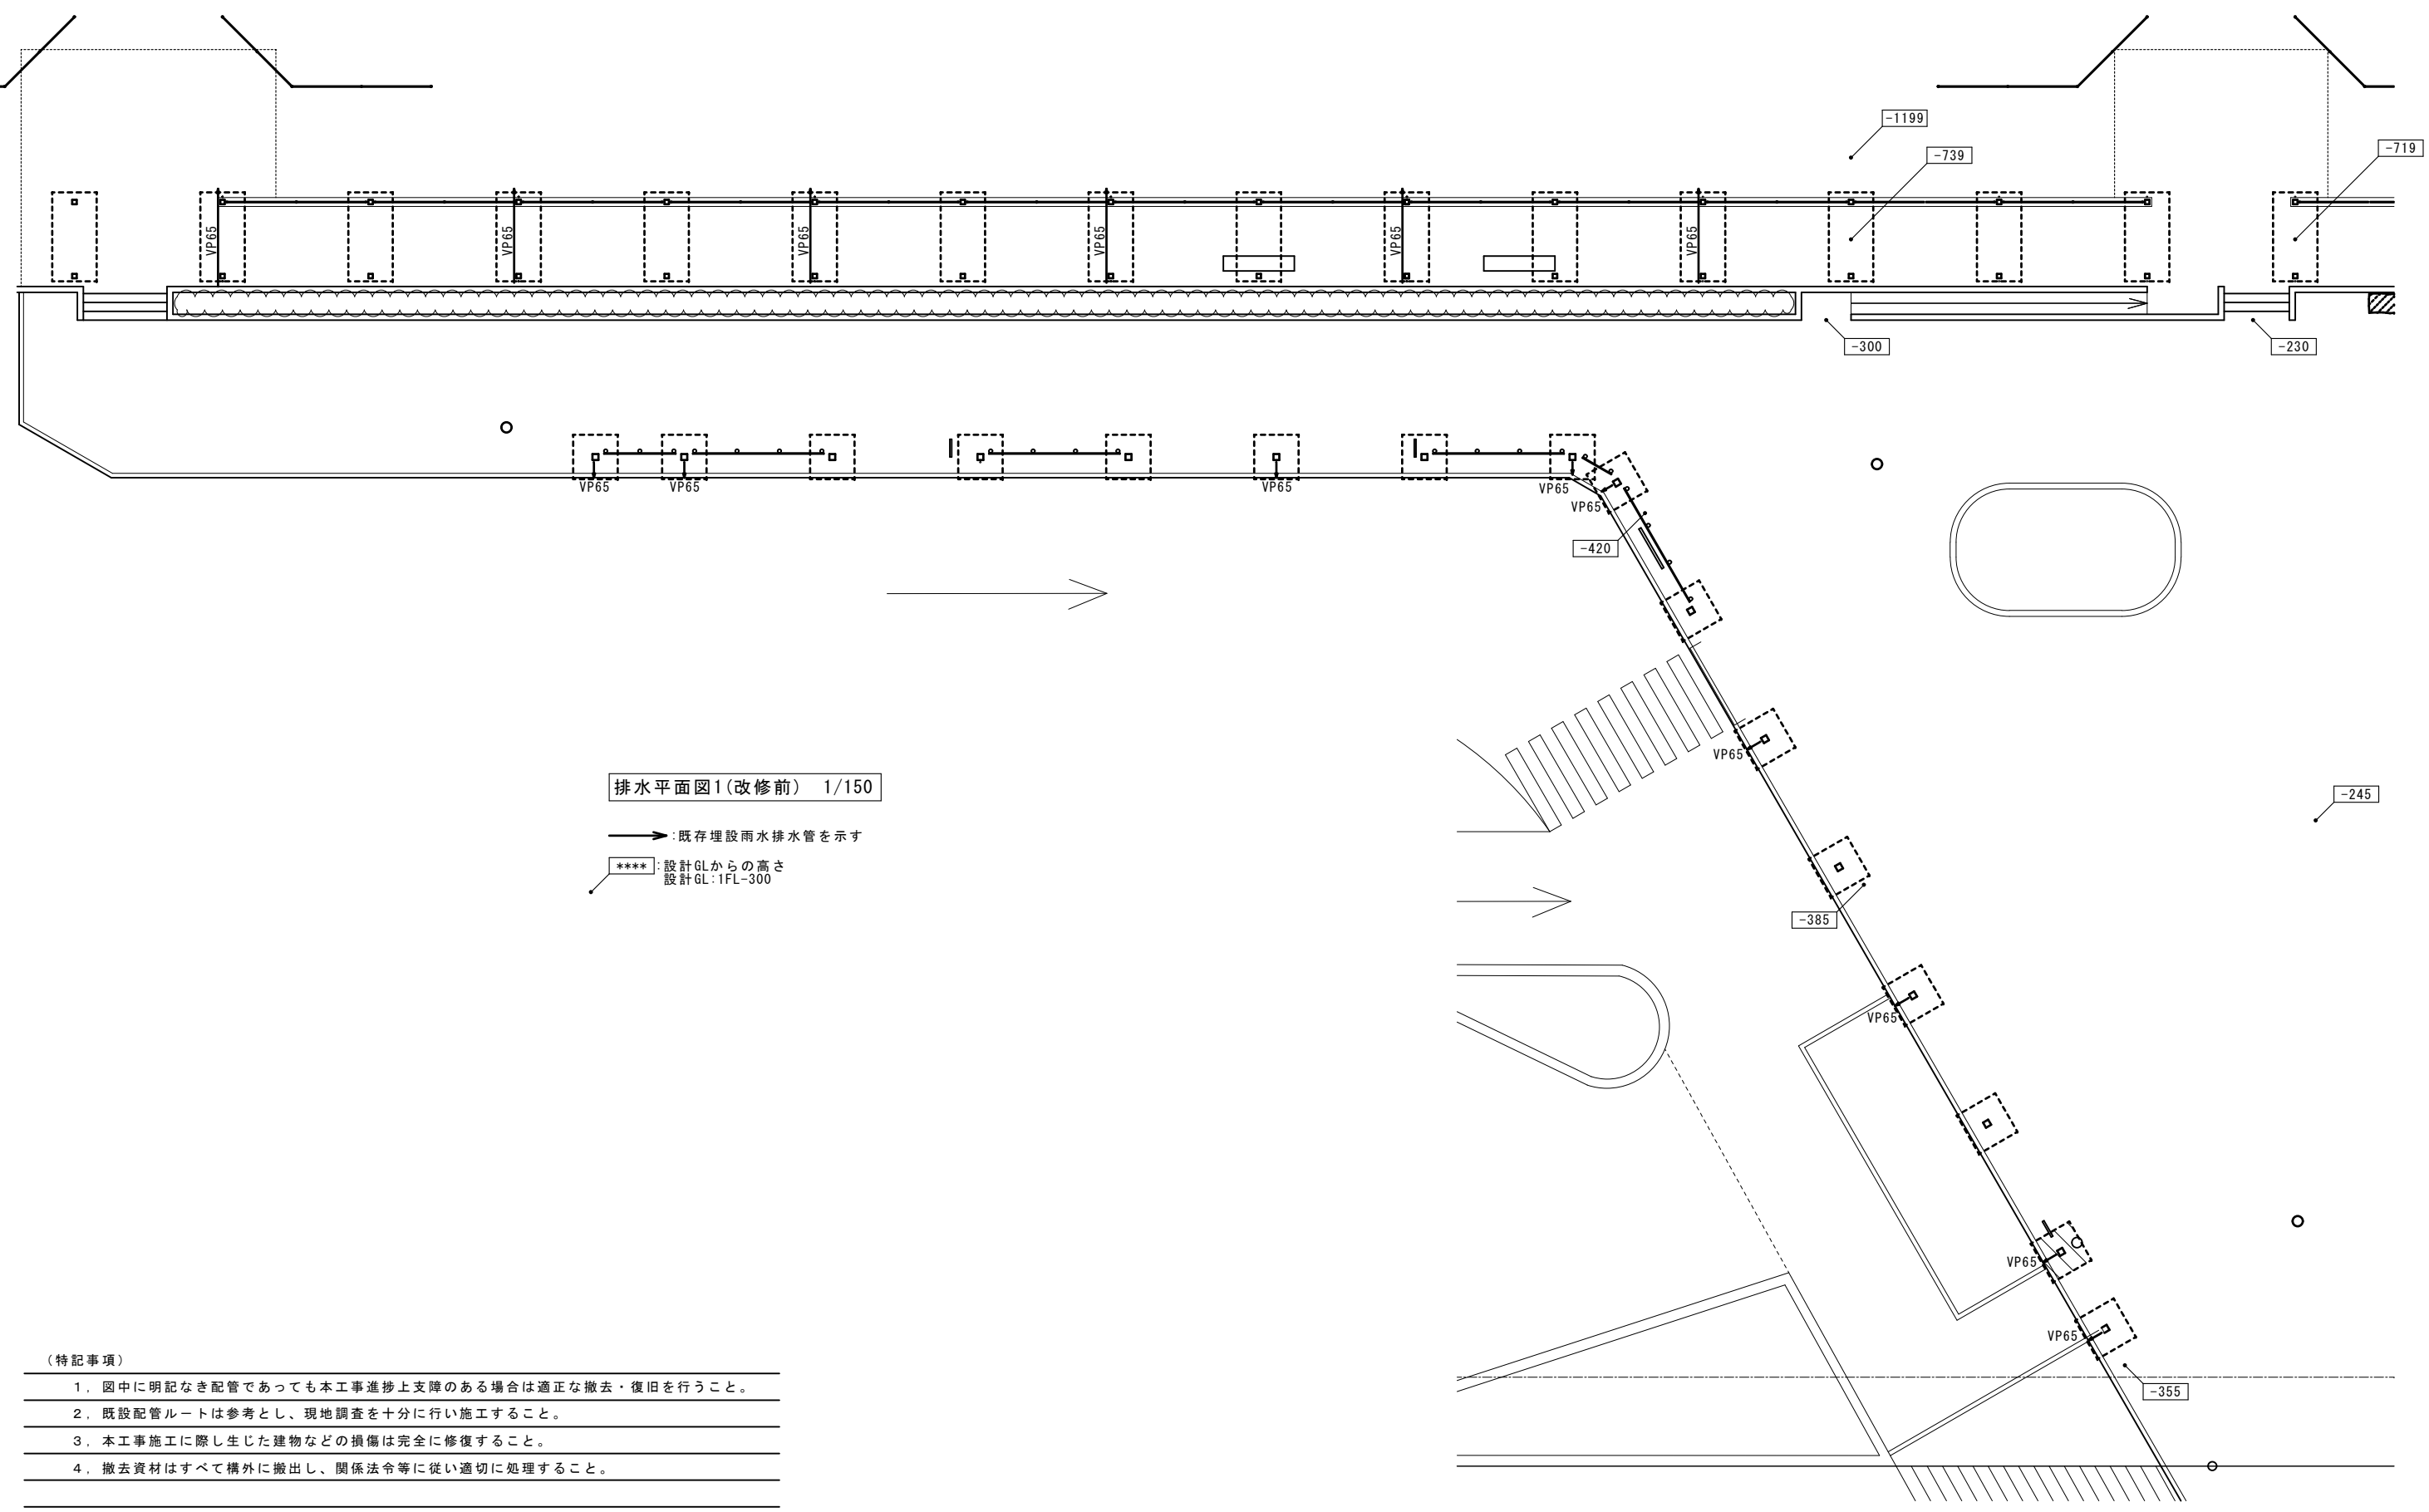 -1199
-739
-719
VP65
VP65
VP65
VP65
VP65
VP65
-300
-230
VP65
VP65
VP65
VP65
VP65
-420
VP65
排水平面図1(改修前) 1/150
-245
:既存埋設雨水排水管を示す
****:設計GLからの高さ
設計GL:1FL-300
-385
VP65
VP65
VP65
-355
(特記事項)
1, 図中に明記なき配管であっても本工事進捗上支障のある場合は適正な撤去・復旧を行うこと。
2, 既設配管ルートは参考とし、現地調査を十分に行い施工すること。
3, 本工事施工に際し生じた建物などの損傷は完全に修復すること。
4, 撤去資材はすべて構外に搬出し、関係法令等に従い適切に処理すること。